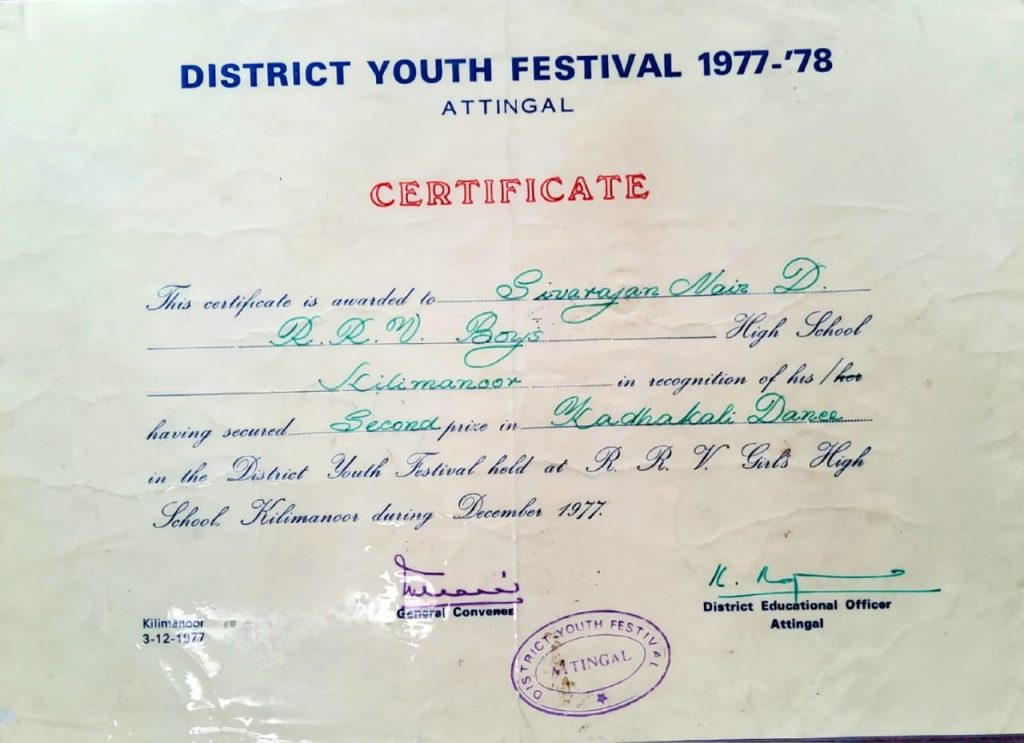 DISTRICT YOUTH FESTIVAL 1977-'78
ATTINGAL
CERTIFICATE
This certificate is awarded to Sivarajan Nair D.
R. R. V. Boys High School
Kilimanoor in recognition of his / her
having secured Second prize in Kadhakali Dance
in the District Youth Festival held at R. R. V. Girl's High
School, Kilimanoor during December 1977.
General Convener
K.
District Educational Officer
Attingal
Kilimanoor
3-12-1977
DISTRICT YOUTH FESTIVAL
ATTINGAL